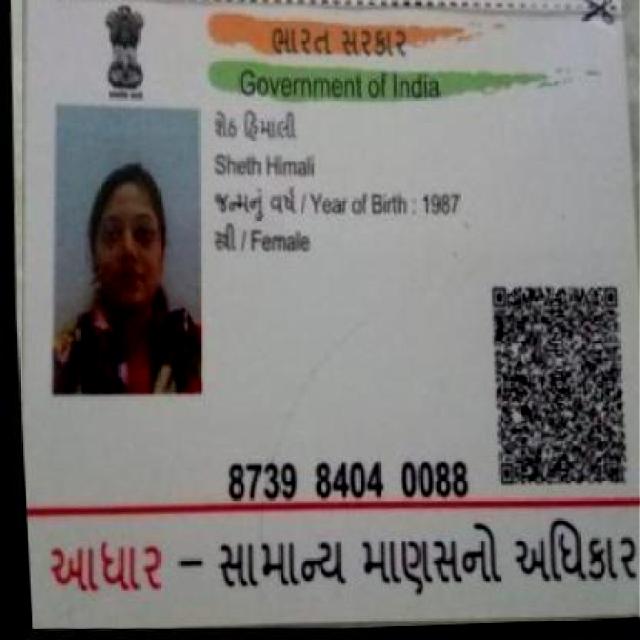 ભારત સરકાર
Government of India
શેઠ હિમાલી
Sheth Himali
જન્મનું વર્ષ / Year of Birth : 1987
સ્ત્રી / Female
8739 8404 0088
આધાર – સામાન્ય માણસનો અધિકાર